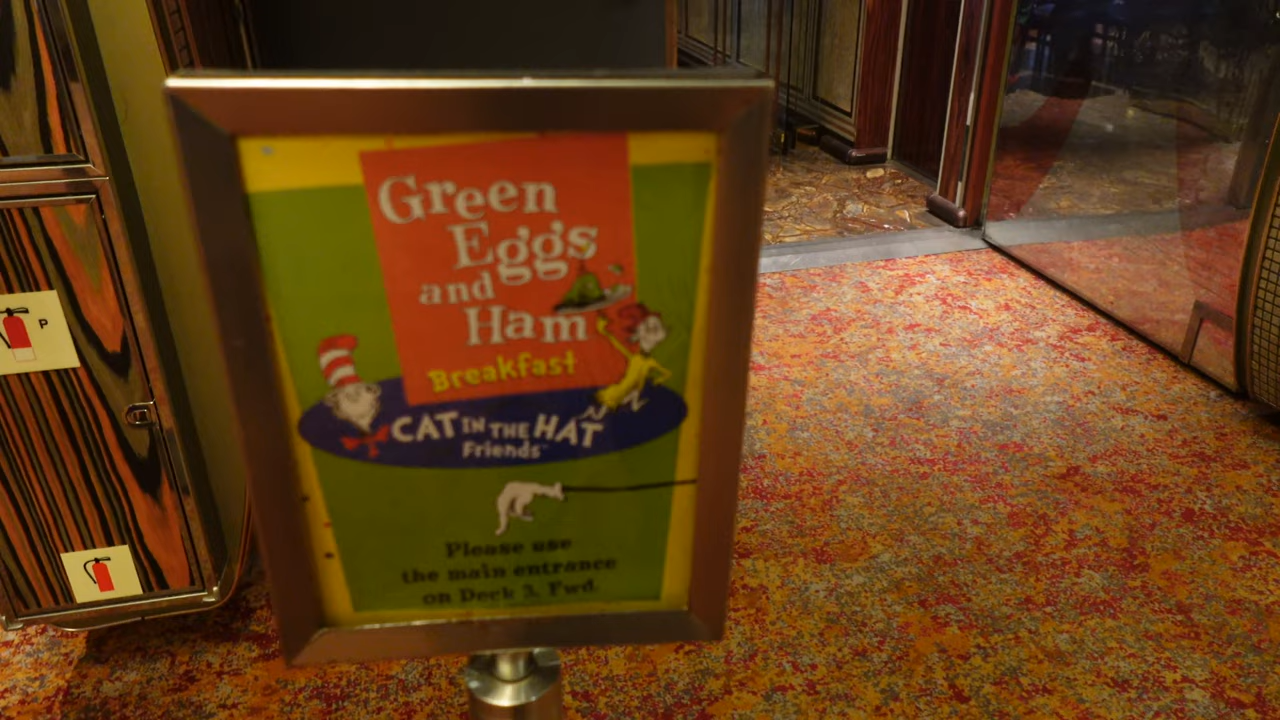 Green
Eggs
and
Ham
Breakfast
CAT IN THE HAT
Friends
Please use
the main entrance
on Deck 3, Fwd.
P